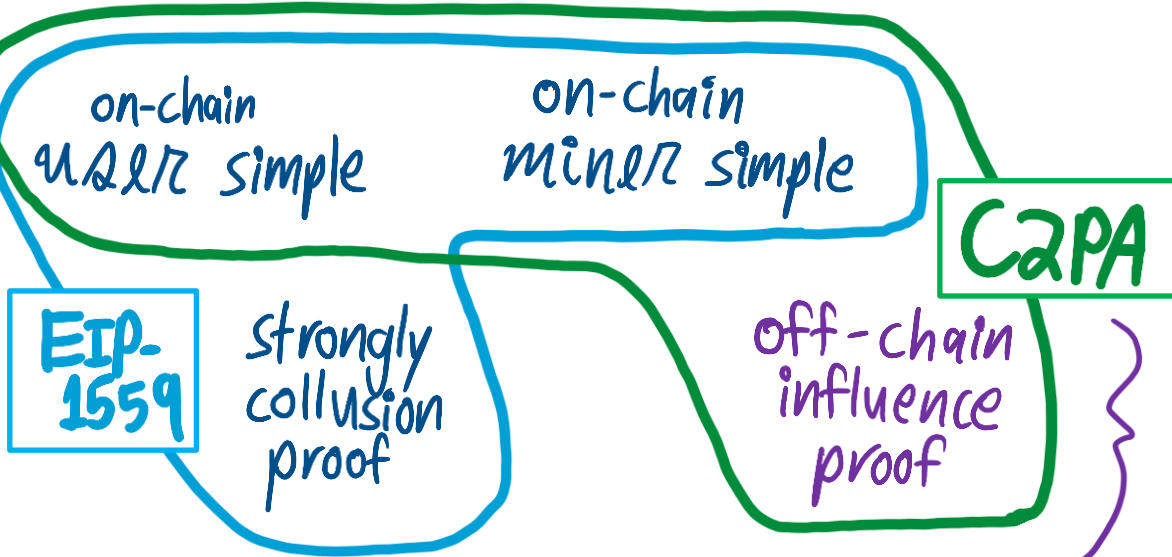 on-chain
user simple
on-chain
miner simple
C2PA
EIP-
1559
strongly
collusion
proof
off-chain
influence
proof